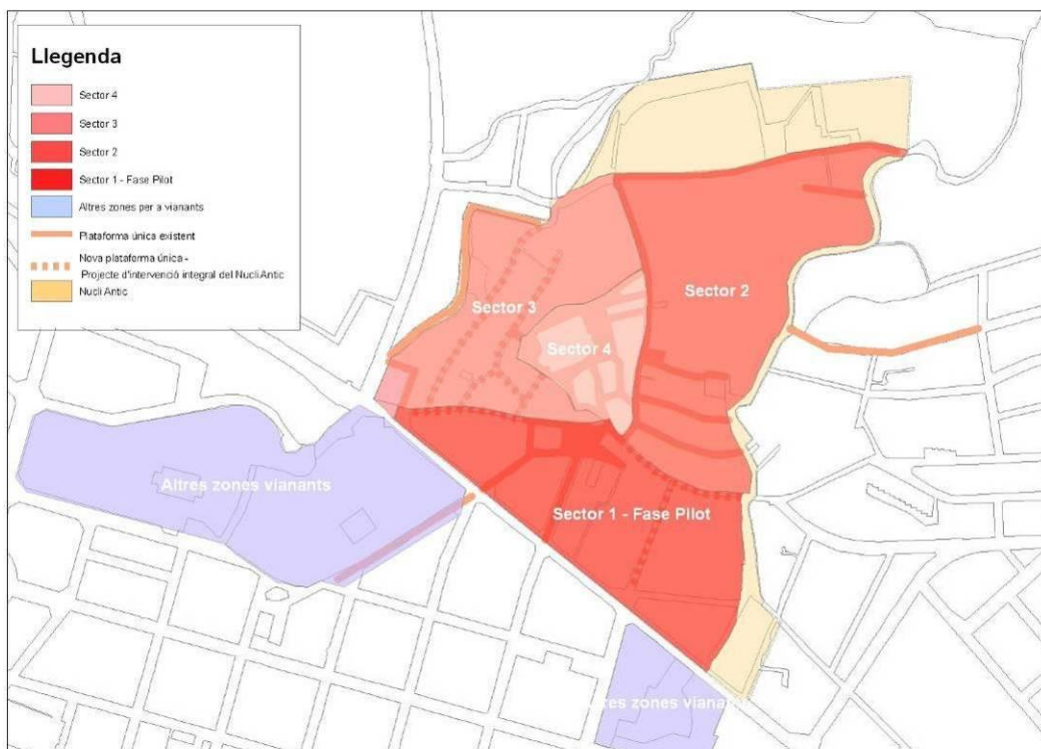 Llegenda
Sector 4
Sector 3
Sector 2
Sector 1 - Fase Pilot
Altres zones per a vianants
Plataforma única existent
Nova plataforma única -
Projecte d'intervenció integral del Nucli Antic
Nucli Antic
Sector 2
Sector 3
Sector 4
Altres zones vianants
Sector 1 - Fase Pilot
zones